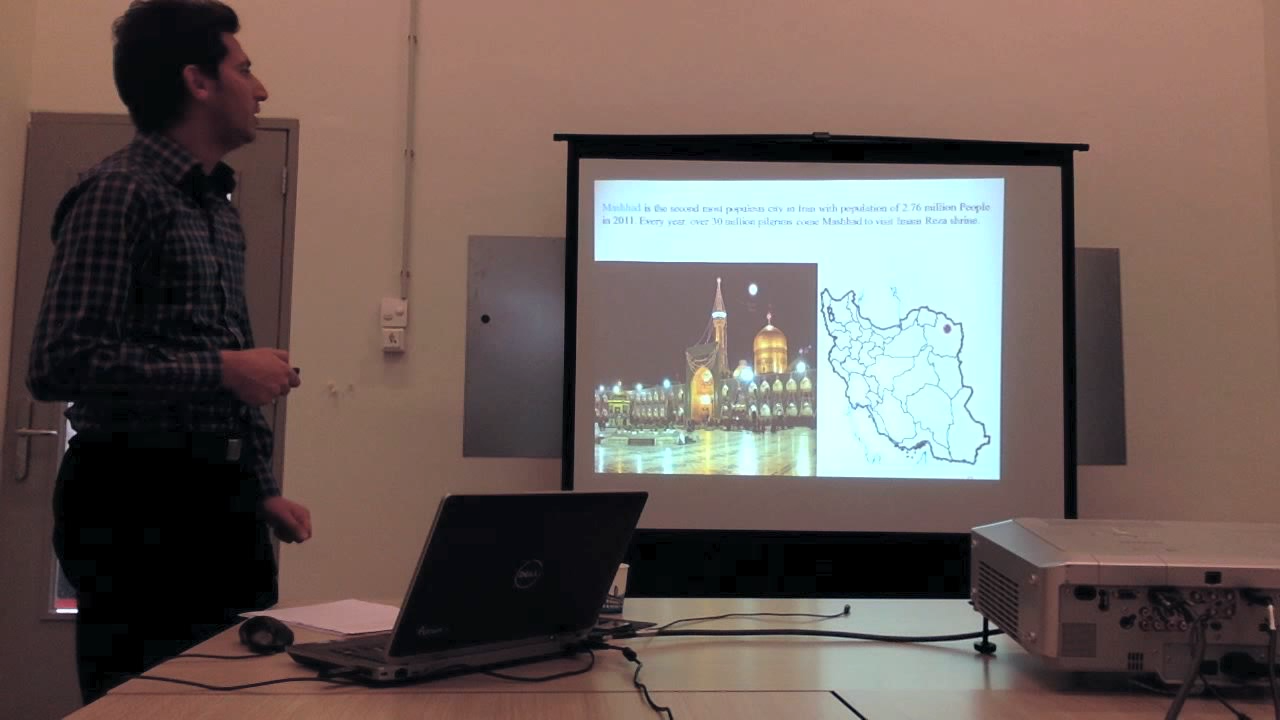 Mashhad is the second most populous city in Iran with population of 2.76 million People
in 2011. Every year, over 30 million pilgrims come Mashhad to visit Imam Reza shrine.
DELL